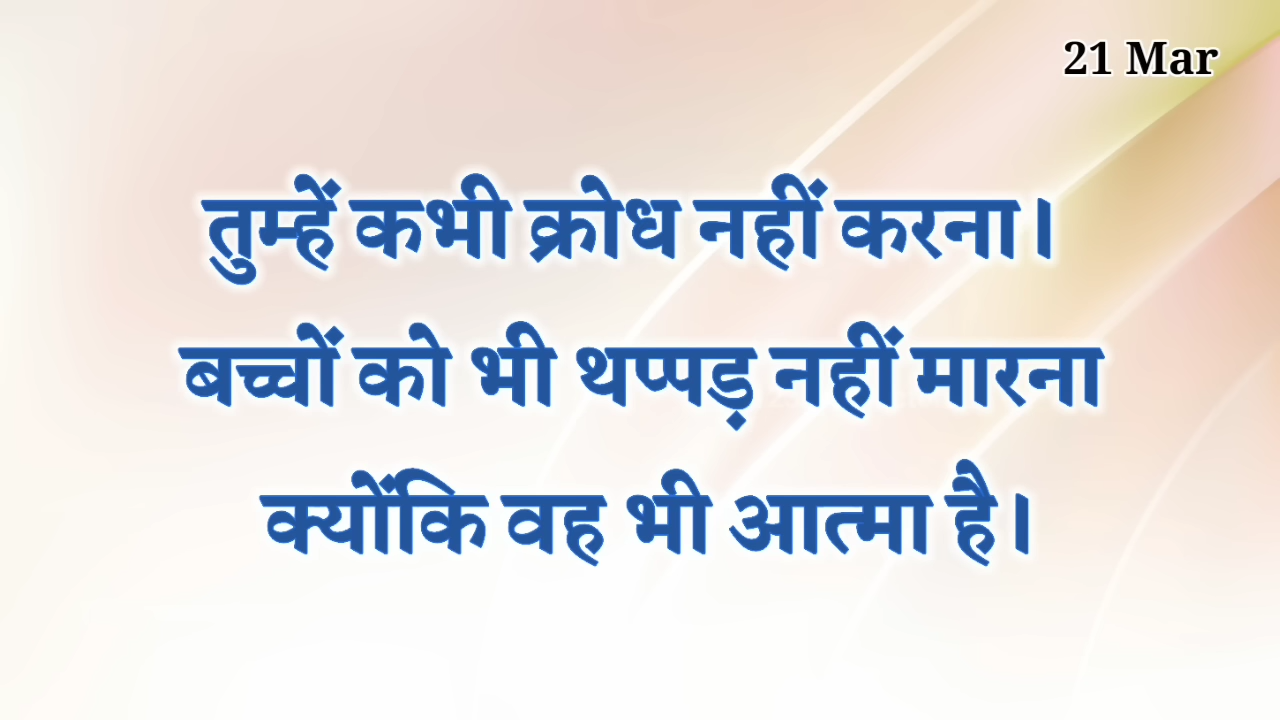 21 Mar
तुम्हें कभी क्रोध नहीं करना।
बच्चों को भी थप्पड़ नहीं मारना
क्योंकि वह भी आत्मा है।